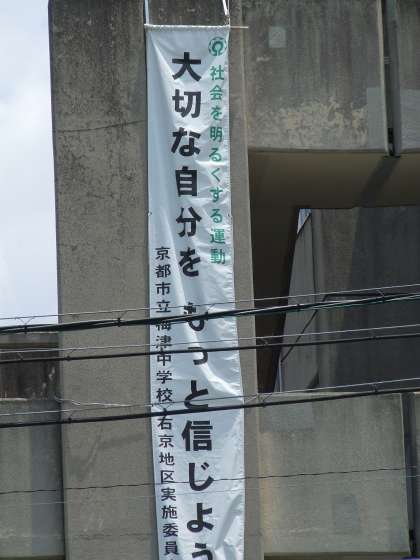 社会を明るくする運動
大切な自分を もっと信じよう
京都市立梅津中学校 右京地区実施委員